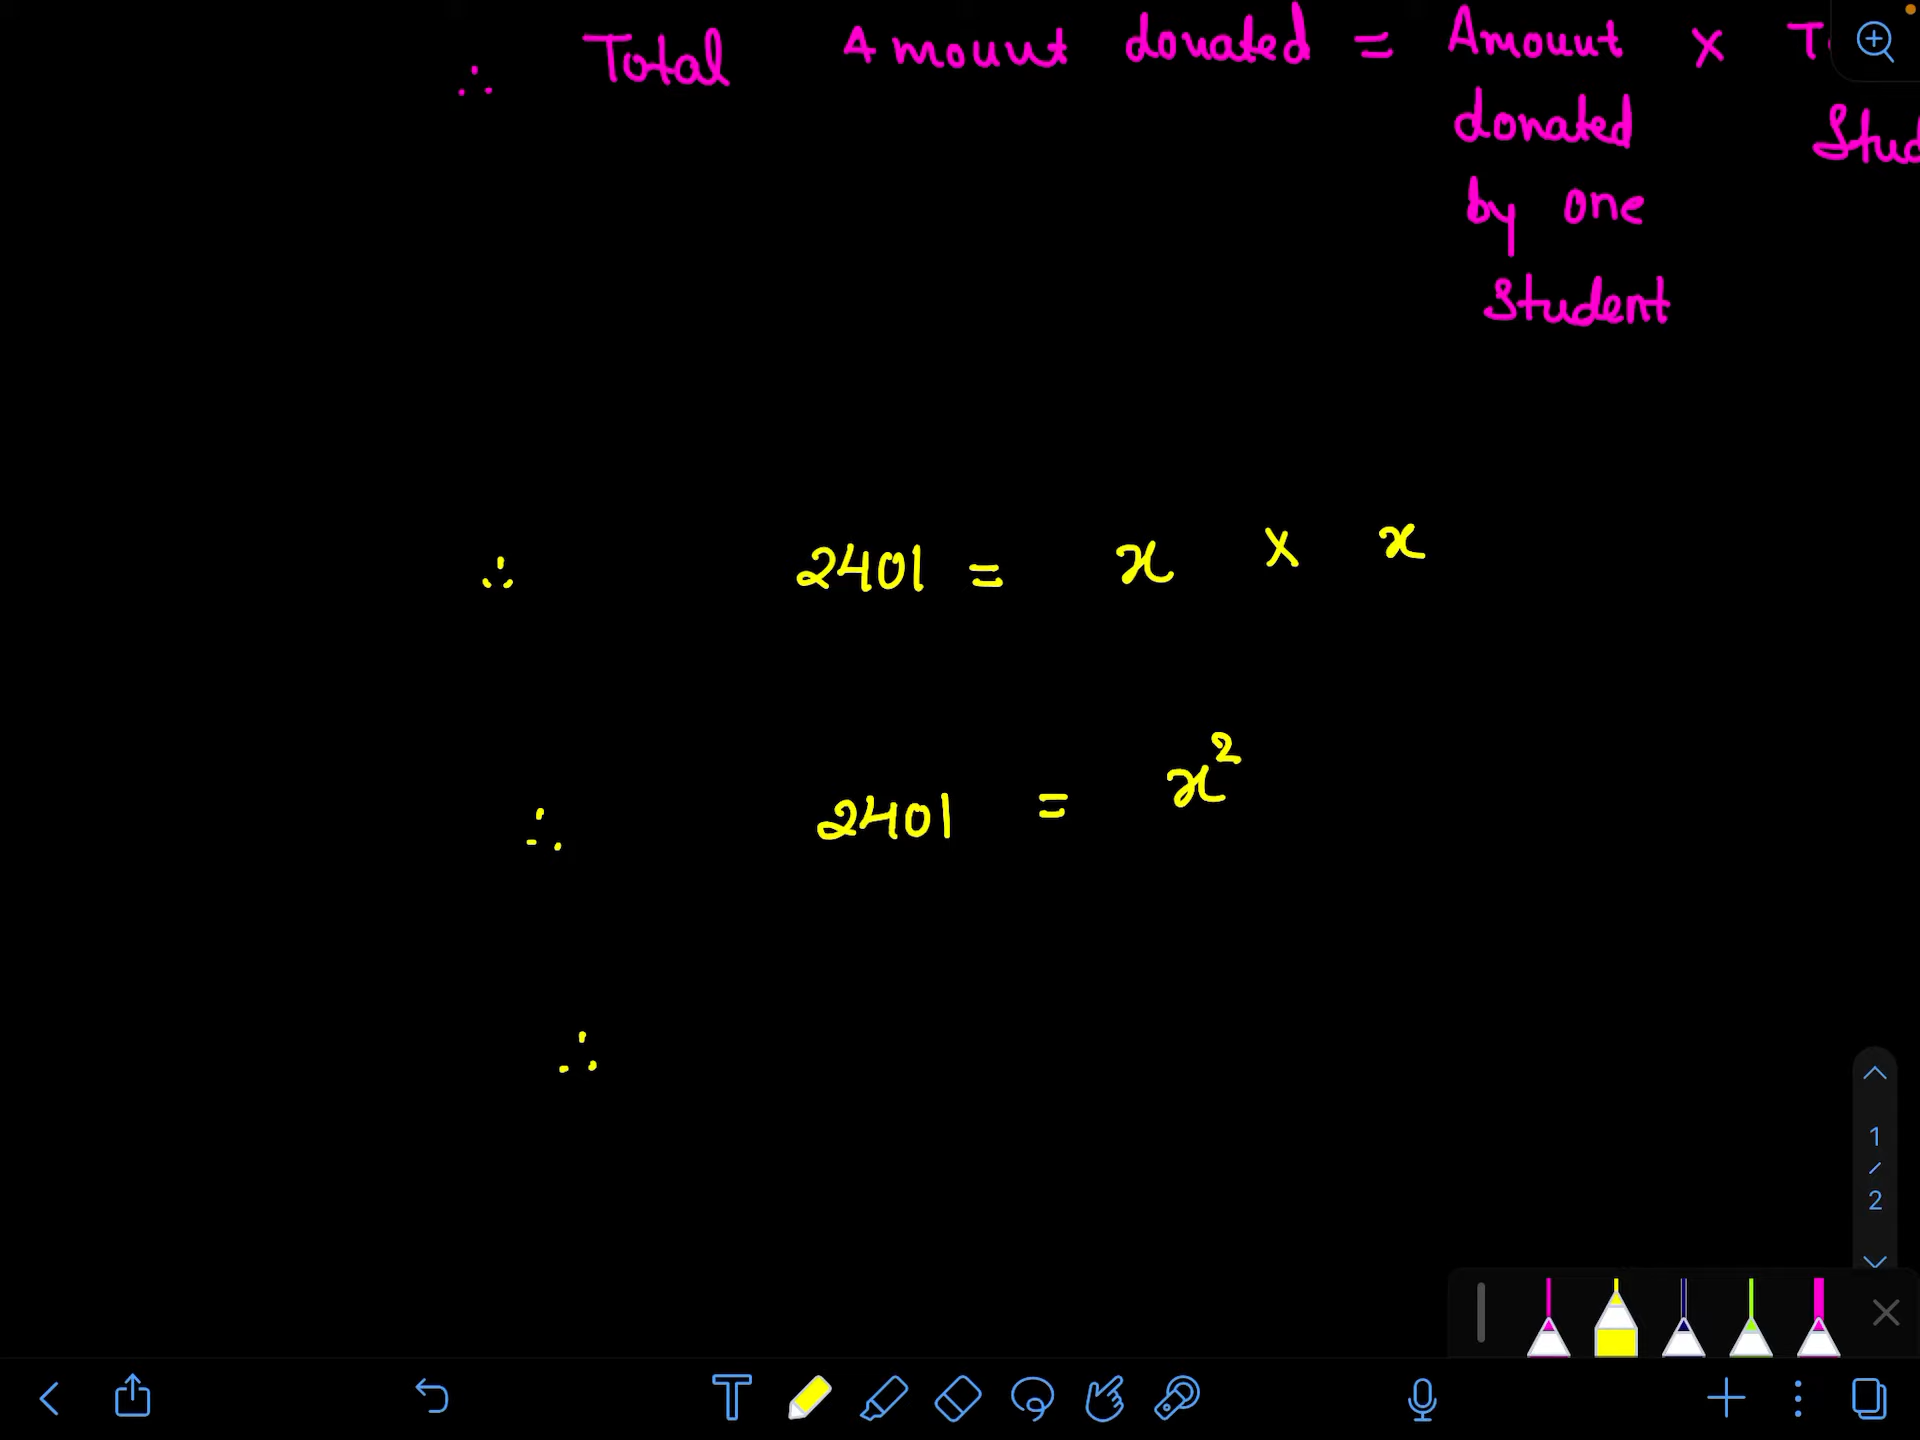 ∴ Total Amount donated = Amount × T
donated Stud
by one
Student
∴ 2401 = x × x
∴ 2401 = x²
∴
1
/
2
T